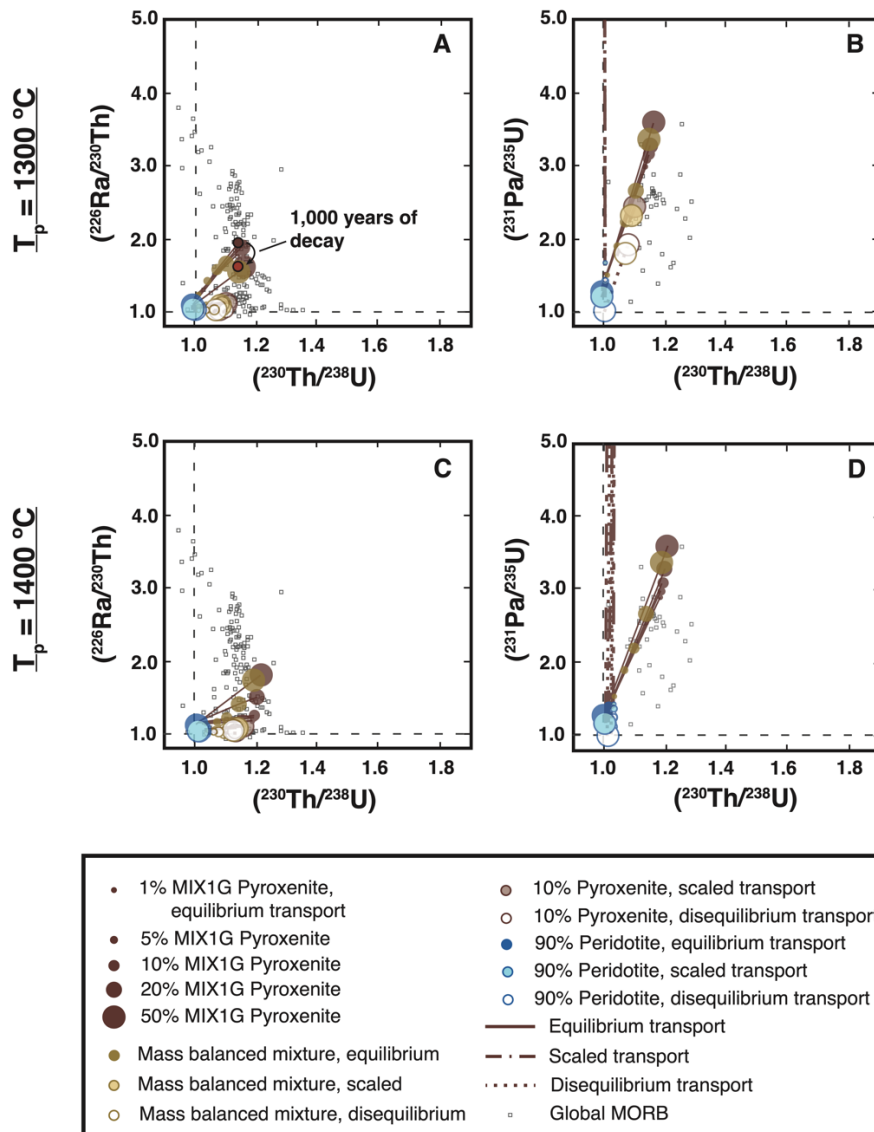 T_p = 1300 ºC
A
5.0
4.0
3.0
2.0
1.0
(²²⁶Ra/²³⁰Th)
1,000 years of
decay
1.0 1.2 1.4 1.6 1.8
(²³⁰Th/²³⁸U)
B
5.0
4.0
3.0
2.0
1.0
(²³¹Pa/²³⁵U)
1.0 1.2 1.4 1.6 1.8
(²³⁰Th/²³⁸U)
T_p = 1400 ºC
C
5.0
4.0
3.0
2.0
1.0
(²²⁶Ra/²³⁰Th)
1.0 1.2 1.4 1.6 1.8
(²³⁰Th/²³⁸U)
D
5.0
4.0
3.0
2.0
1.0
(²³¹Pa/²³⁵U)
1.0 1.2 1.4 1.6 1.8
(²³⁰Th/²³⁸U)
1% MIX1G Pyroxenite,
equilibrium transport
5% MIX1G Pyroxenite
10% MIX1G Pyroxenite
20% MIX1G Pyroxenite
50% MIX1G Pyroxenite
Mass balanced mixture, equilibrium
Mass balanced mixture, scaled
Mass balanced mixture, disequilibrium
10% Pyroxenite, scaled transport
10% Pyroxenite, disequilibrium transport
90% Peridotite, equilibrium transport
90% Peridotite, scaled transport
90% Peridotite, disequilibrium transport
Equilibrium transport
Scaled transport
Disequilibrium transport
Global MORB